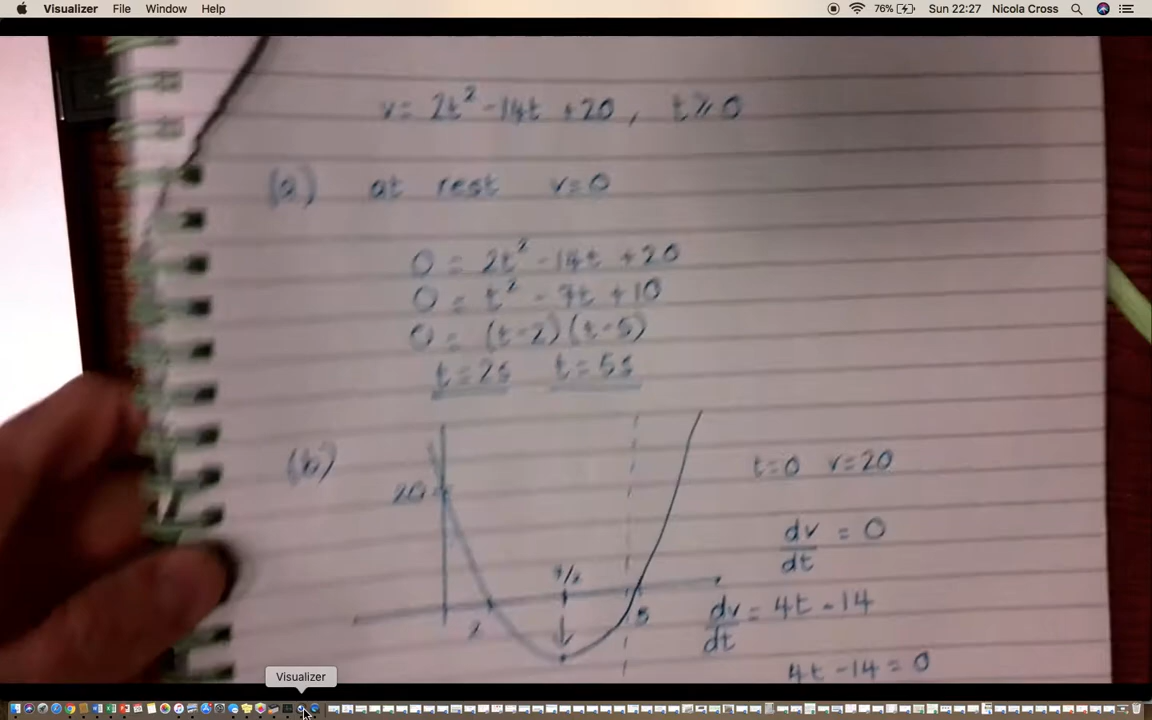 Visualizer File Window Help 76% Sun 22:27 Nicola Cross
v = 2t² - 14t + 20, t ⩾ 0
(a) at rest v = 0
0 = 2t² - 14t + 20
0 = t² - 7t + 10
0 = (t - 2)(t - 5)
t = 2s t = 5s
(b)
20
t=0 v=20
dv/dt = 0
7/2
2
5
dv/dt = 4t - 14
4t - 14 = 0
Visualizer